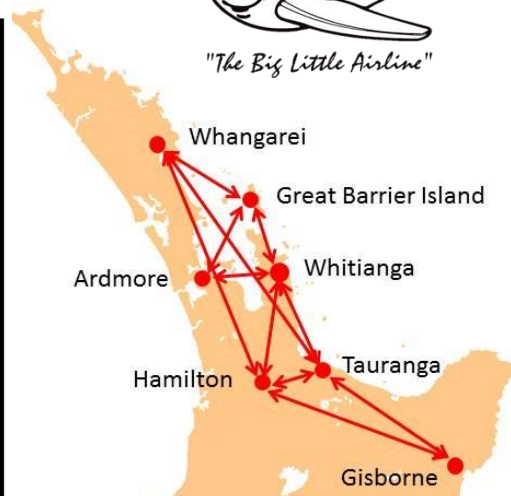 "The Big Little Airline"
Whangarei
Great Barrier Island
Whitianga
Ardmore
Tauranga
Hamilton
Gisborne